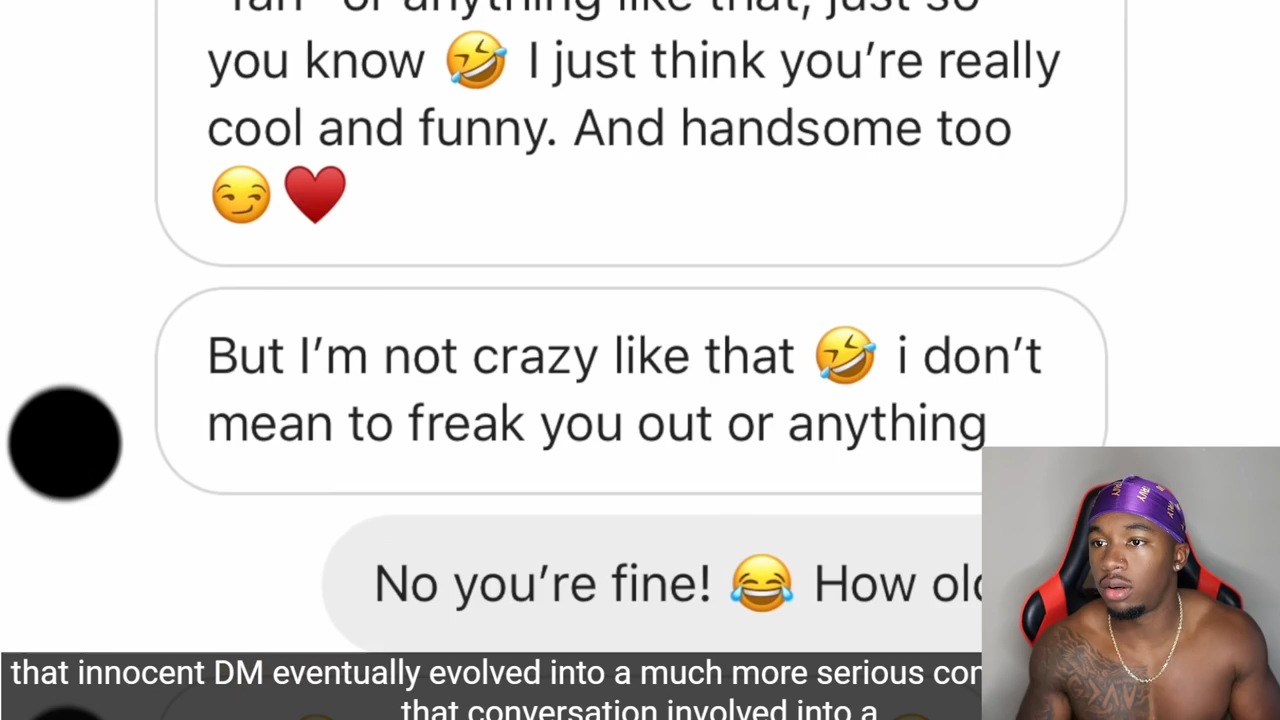 "fan" or anything like that, just so
you know 🤣 I just think you're really
cool and funny. And handsome too
😏♥️
But I'm not crazy like that 🤣 i don't
mean to freak you out or anything
No you're fine! 😂 How old
that innocent DM eventually evolved into a much more serious
that conversation involved into a